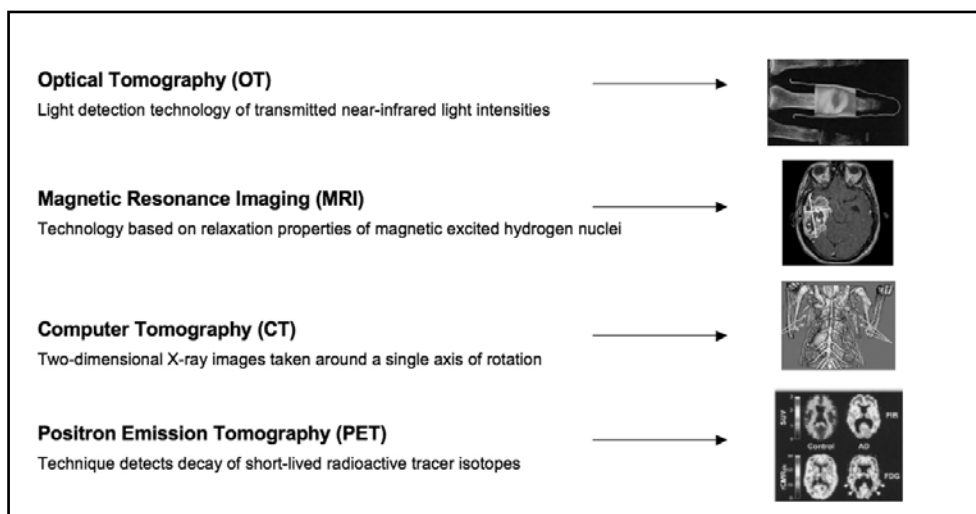 Optical Tomography (OT)
Light detection technology of transmitted near-infrared light intensities
Magnetic Resonance Imaging (MRI)
Technology based on relaxation properties of magnetic excited hydrogen nuclei
Computer Tomography (CT)
Two-dimensional X-ray images taken around a single axis of rotation
Positron Emission Tomography (PET)
Technique detects decay of short-lived radioactive tracer isotopes
SUV
PIB
Control AD
FDG